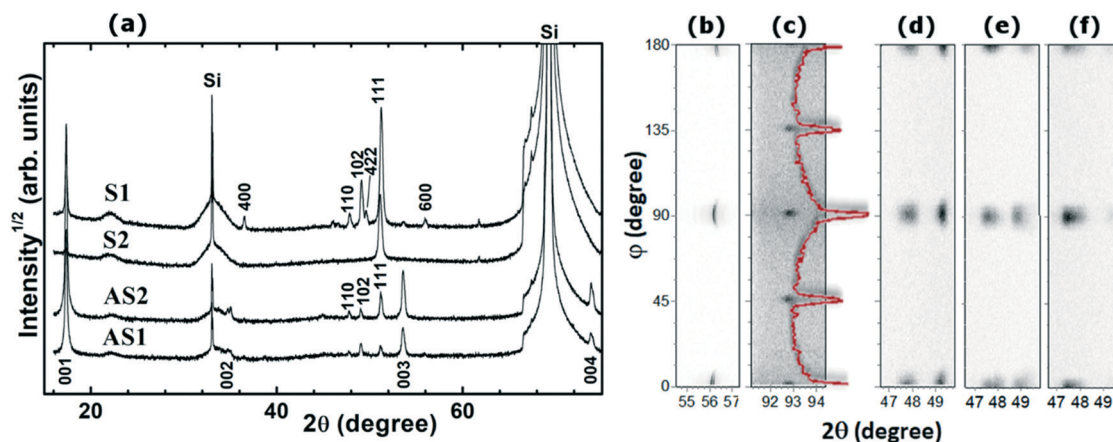 (a) (b) (c) (d) (e) (f)
Si
Si
111
102
422
400 110 600
S1
S2
AS2
AS1
110 102 111
001 002 003 004
20 40 60
2θ (degree)
Intensity^1/2 (arb. units)
180
135
90
45
0
φ (degree)
55 56 57 92 93 94 47 48 49 47 48 49 47 48 49
2θ (degree)